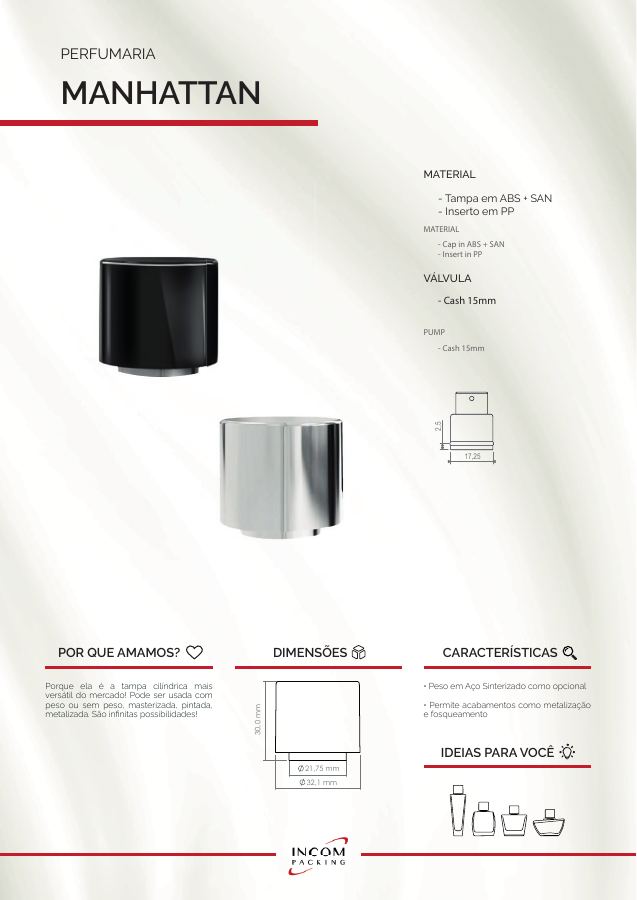 PERFUMARIA
MANHATTAN
MATERIAL
- Tampa em ABS + SAN
- Inserto em PP
MATERIAL
- Cap in ABS + SAN
- Insert in PP
VÁLVULA
- Cash 15mm
PUMP
- Cash 15mm
2,5
17,25
POR QUE AMAMOS?
Porque ela é a tampa cilíndrica mais
versátil do mercado! Pode ser usada com
peso ou sem peso, masterizada, pintada,
metalizada. São infinitas possibilidades!
DIMENSÕES
30,0 mm
Ø21,75 mm
Ø32,1 mm
CARACTERÍSTICAS
• Peso em Aço Sinterizado como opcional
• Permite acabamentos como metalização
e fosqueamento
IDEIAS PARA VOCÊ
INCOM
PACKING